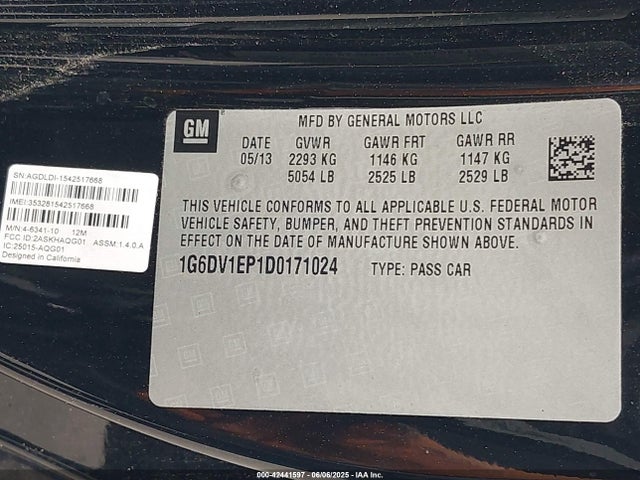 GM
MFD BY GENERAL MOTORS LLC
DATE GVWR GAWR FRT GAWR RR
05/13 2293 KG 1146 KG 1147 KG
5054 LB 2525 LB 2529 LB
THIS VEHICLE CONFORMS TO ALL APPLICABLE U.S. FEDERAL MOTOR
VEHICLE SAFETY, BUMPER, AND THEFT PREVENTION STANDARDS IN
EFFECT ON THE DATE OF MANUFACTURE SHOWN ABOVE.
1G6DV1EP1D0171024 TYPE: PASS CAR
SN:AGDLDI-1542517668
IMEI:353261542517668
M/N:4-6341-10 12M
FCC ID:2ASKHAQG01 ASSM:1.4.0.A
IC:25015-AQG01
Designed in California
000-42441597 - 06/06/2025 - IAA Inc.